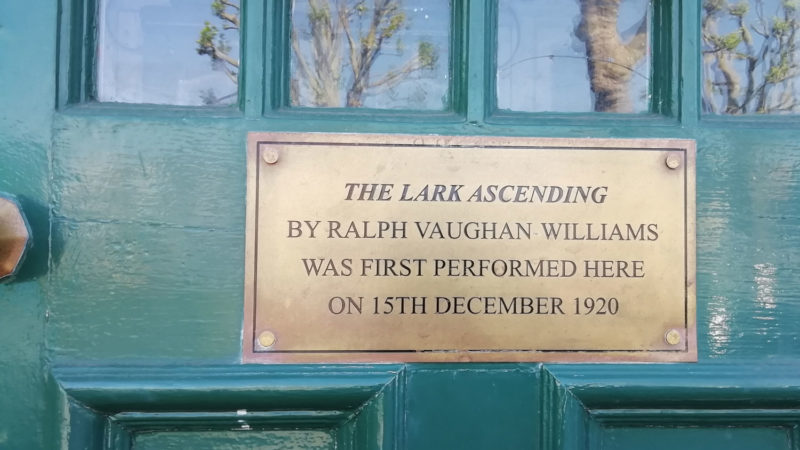 THE LARK ASCENDING
BY RALPH VAUGHAN WILLIAMS
WAS FIRST PERFORMED HERE
ON 15TH DECEMBER 1920